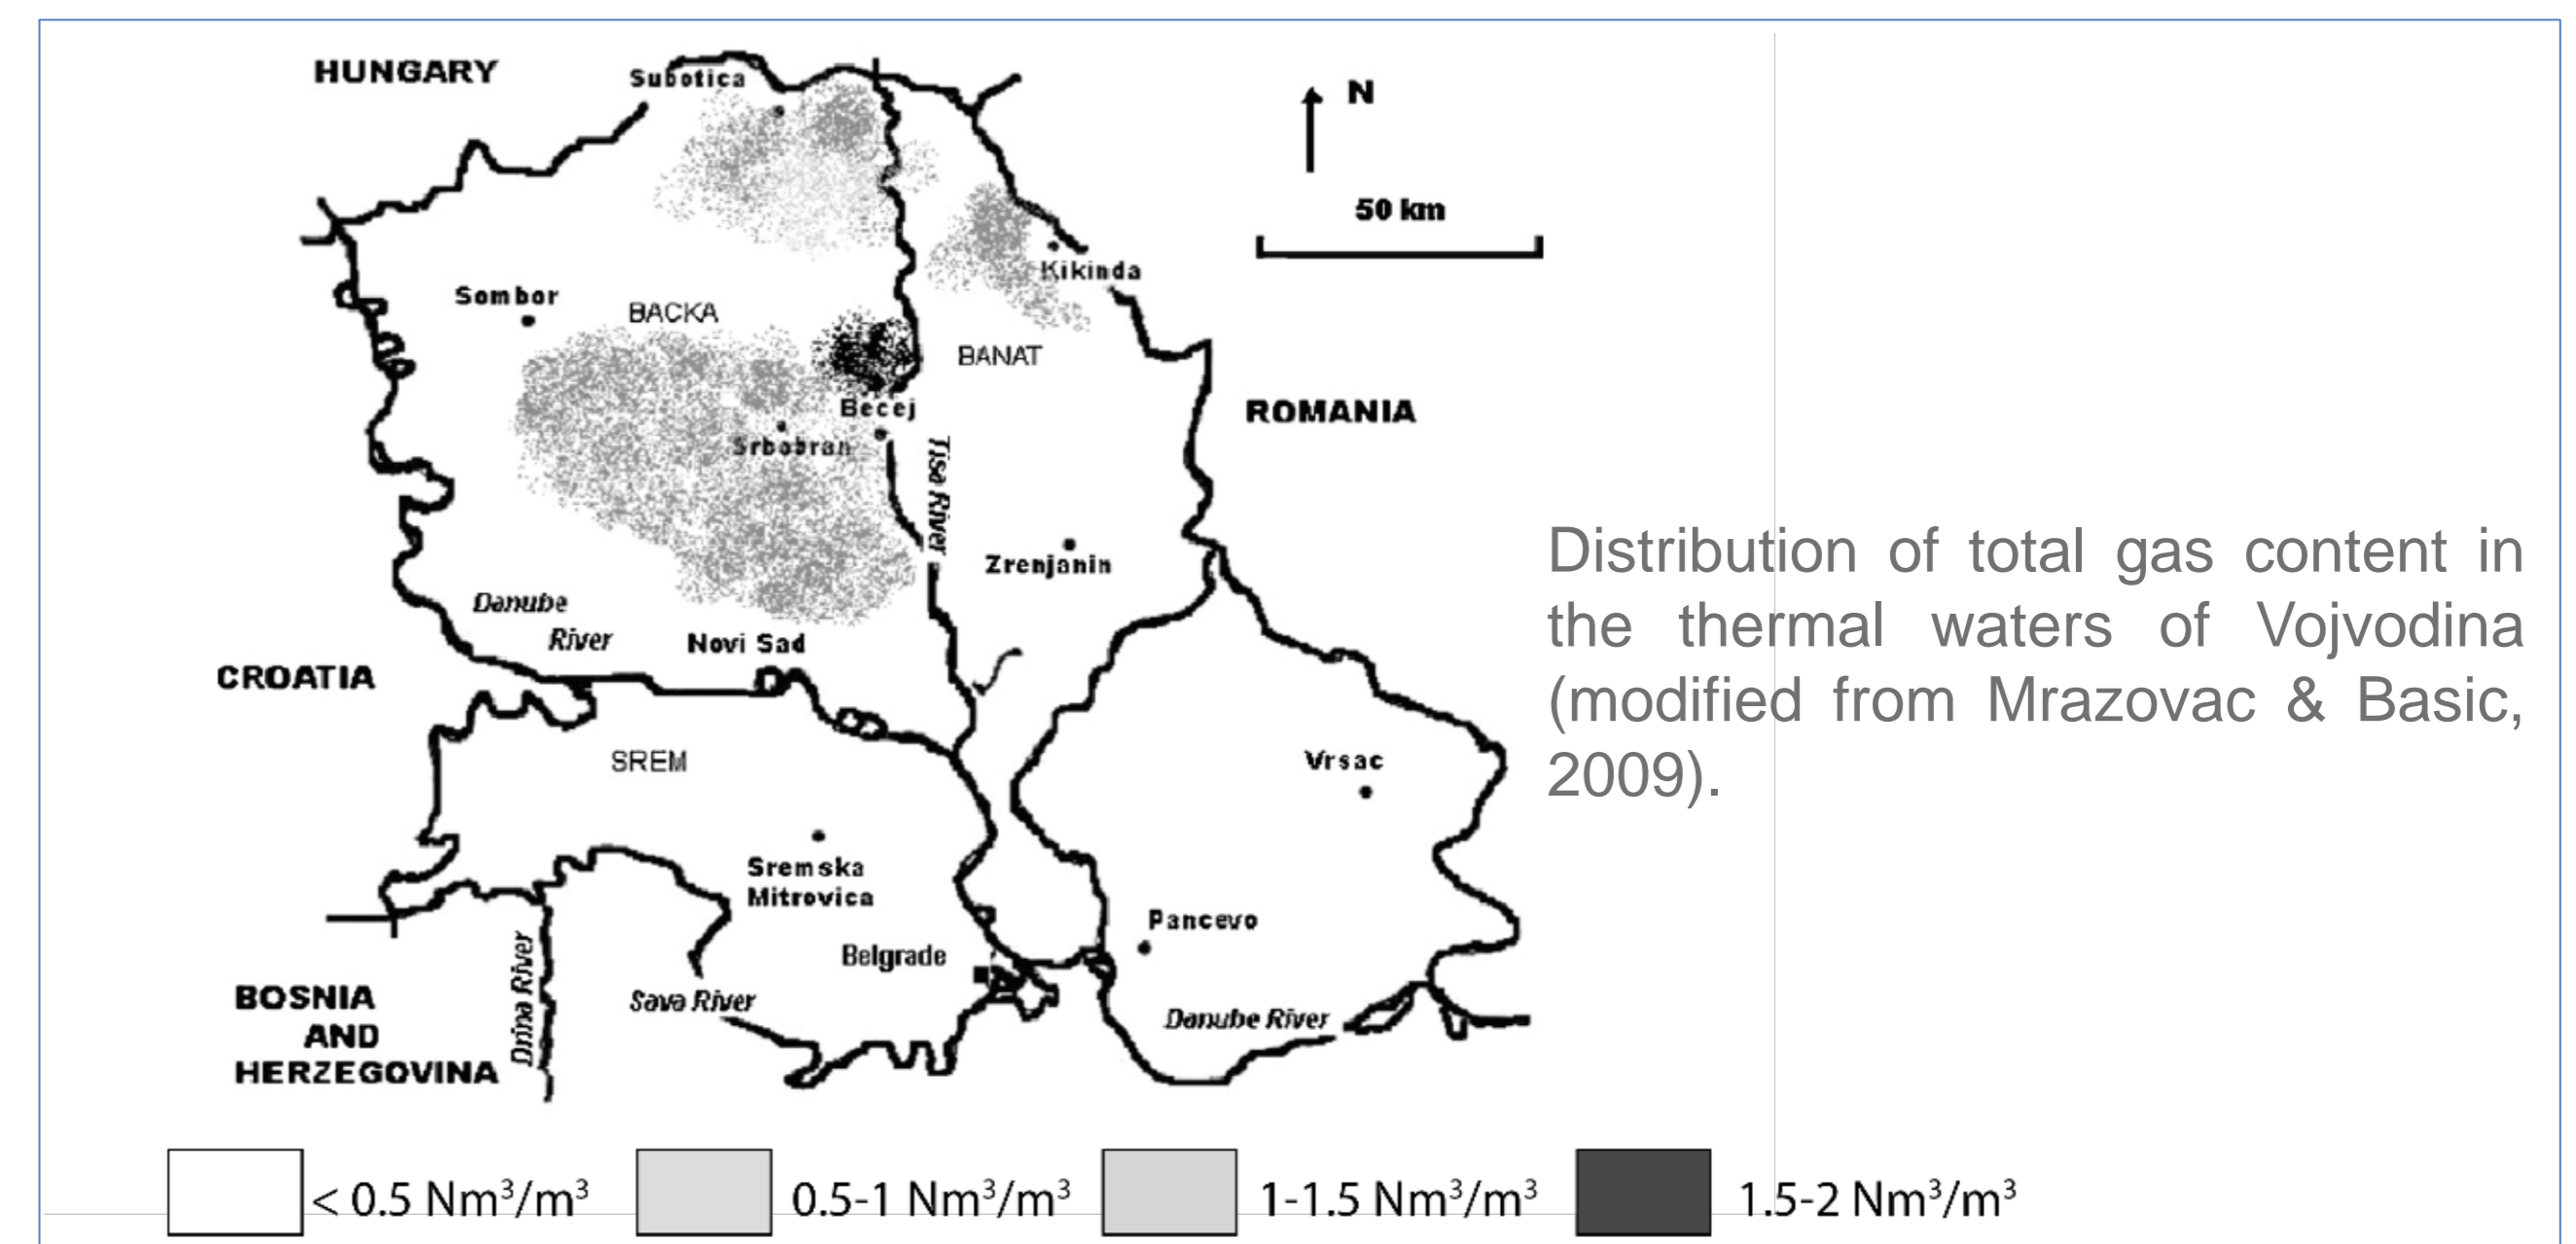 HUNGARY
Subotica
N
50 km
Kikinda
Sombor
BACKA
BANAT
Becej
ROMANIA
Srbobran
Tisa River
Zrenjanin
Danube
River
Novi Sad
CROATIA
SREM
Vrsac
Sremska
Mitrovica
Pancevo
Belgrade
BOSNIA
AND
HERZEGOVINA
Drina River
Sava River
Danube River
Distribution of total gas content in
the thermal waters of Vojvodina
(modified from Mrazovac & Basic,
2009).
< 0.5 Nm³/m³
0.5-1 Nm³/m³
1-1.5 Nm³/m³
1.5-2 Nm³/m³